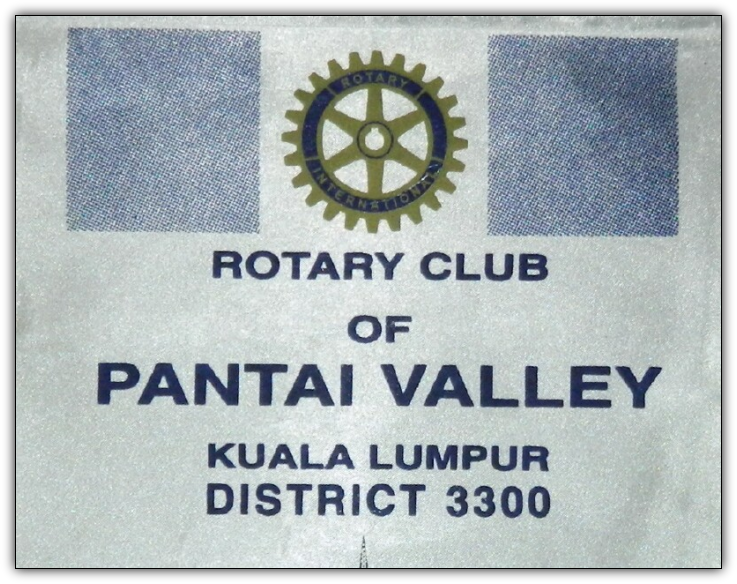 ROTARY
INTERNATIONAL
ROTARY CLUB
OF
PANTAI VALLEY
KUALA LUMPUR
DISTRICT 3300